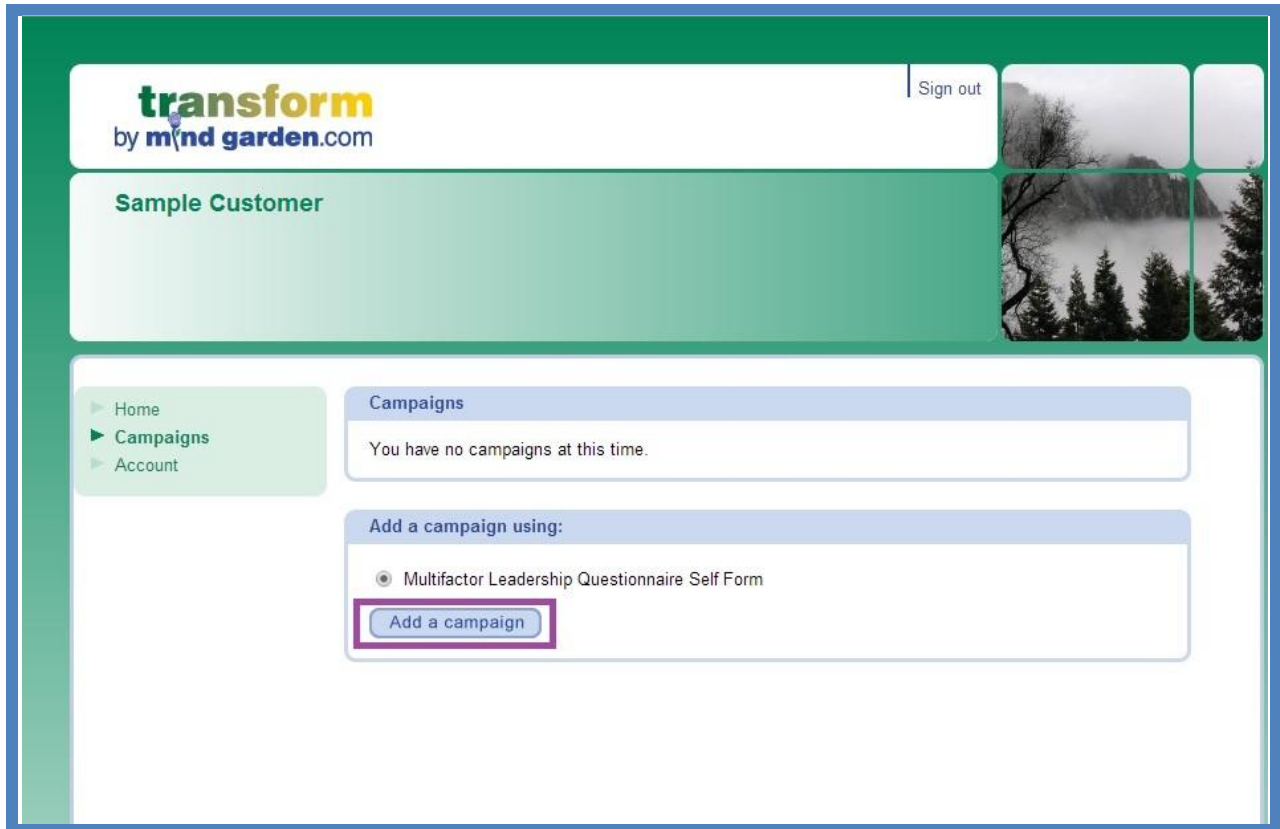 transform
by mind garden.com
Sign out
Sample Customer
Home
Campaigns
Account
Campaigns
You have no campaigns at this time.
Add a campaign using:
Multifactor Leadership Questionnaire Self Form
Add a campaign